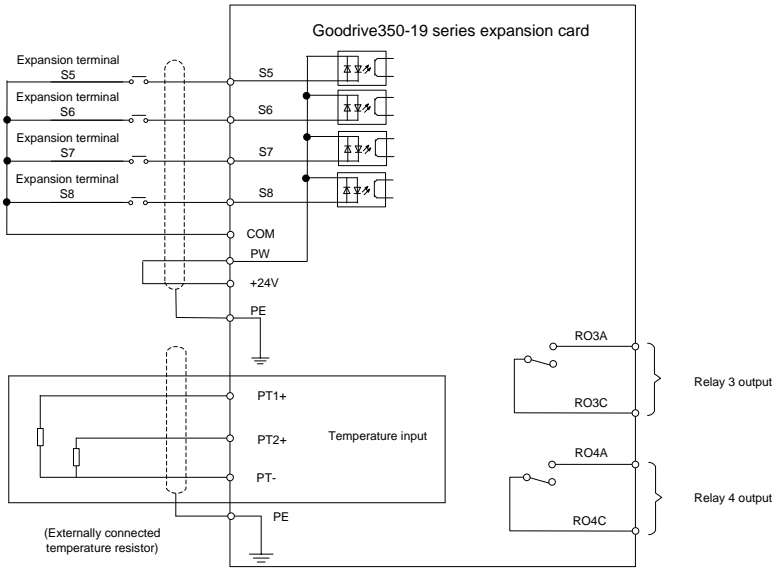 Goodrive350-19 series expansion card
Expansion terminal
S5
S5
Expansion terminal
S6
S6
Expansion terminal
S7
S7
Expansion terminal
S8
S8
COM
PW
+24V
PE
RO3A
Relay 3 output
RO3C
PT1+
PT2+
Temperature input
PT-
RO4A
Relay 4 output
RO4C
PE
(Externally connected
temperature resistor)